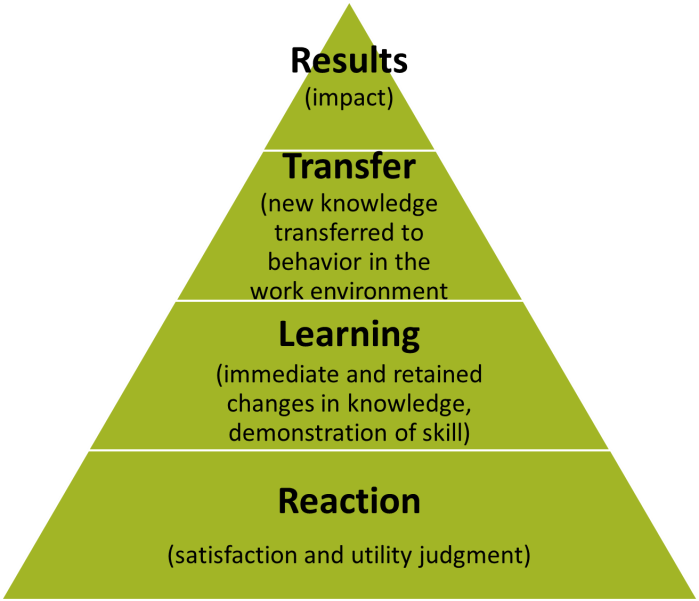 Results
(impact)
Transfer
(new knowledge
transferred to
behavior in the
work environment
Learning
(immediate and retained
changes in knowledge,
demonstration of skill)
Reaction
(satisfaction and utility judgment)